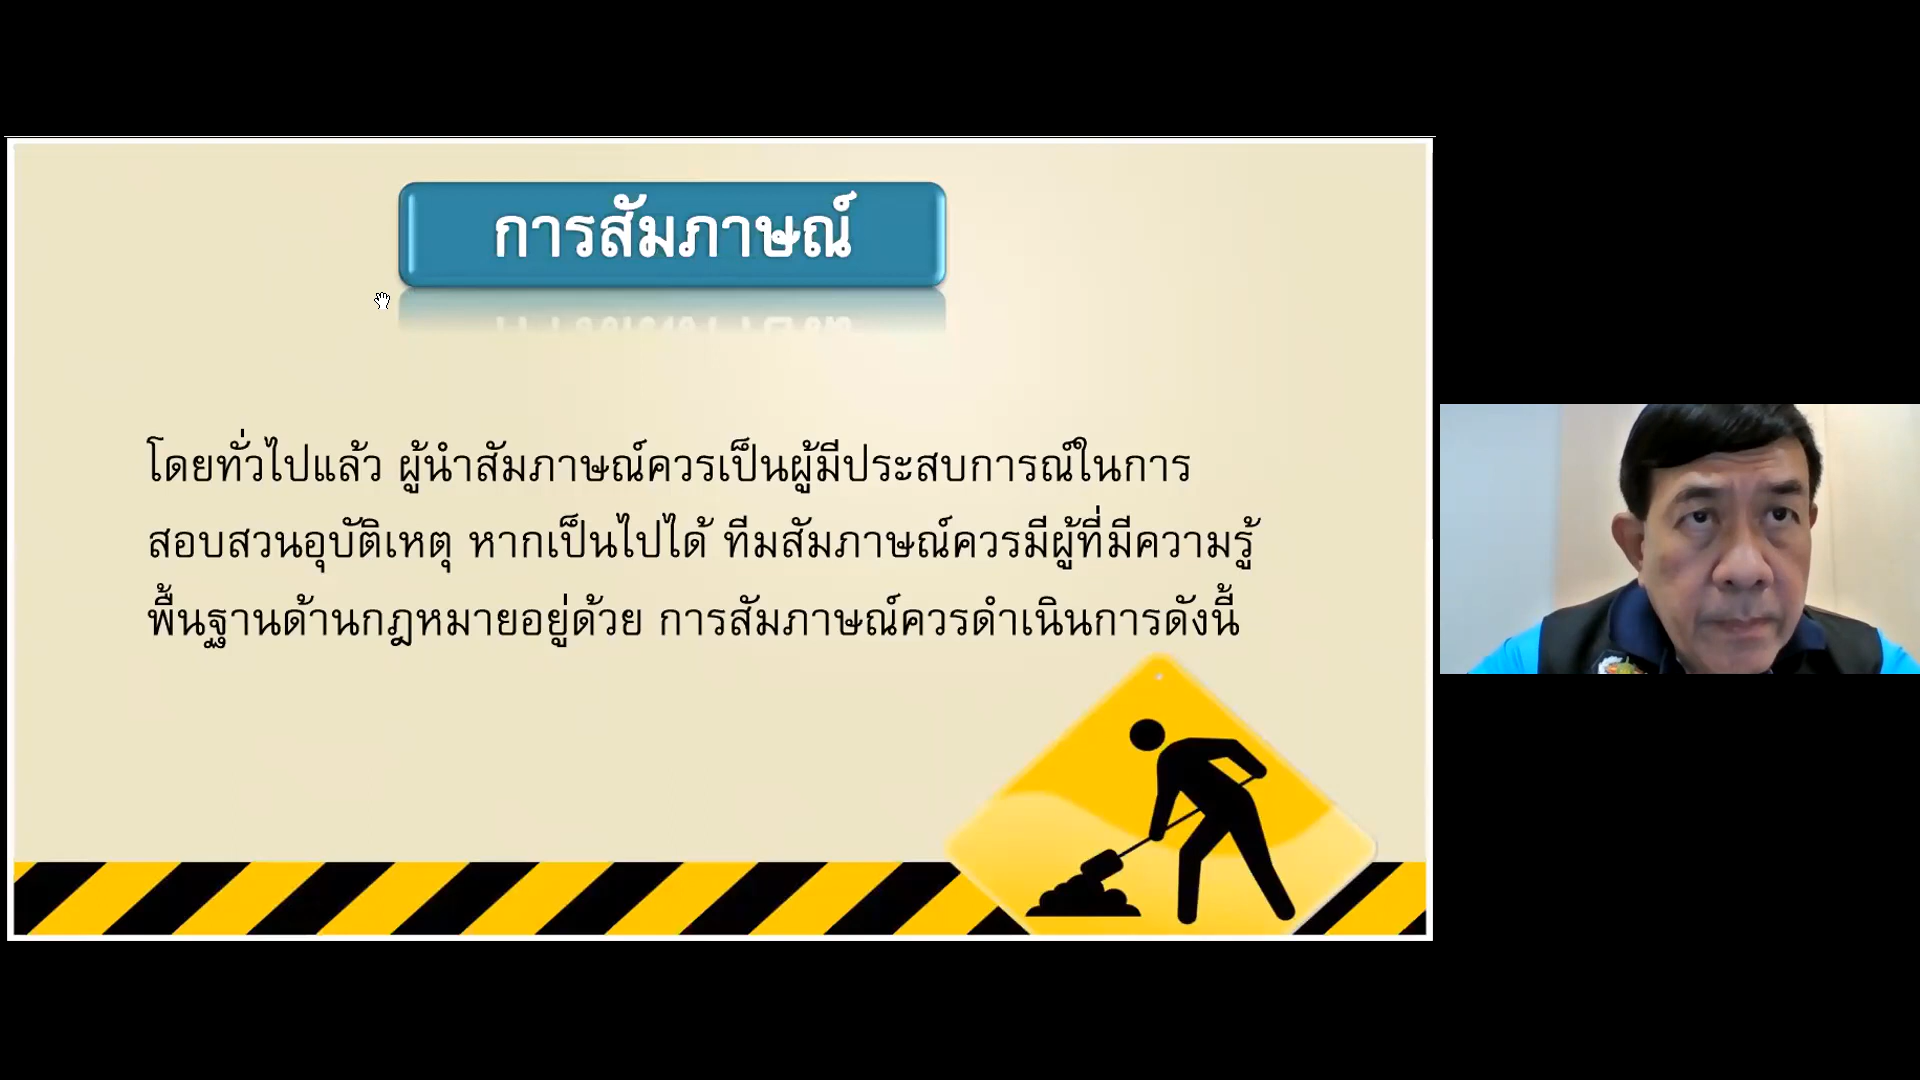 การสัมภาษณ์
โดยทั่วไปแล้ว ผู้นำสัมภาษณ์ควรเป็นผู้มีประสบการณ์ในการ
สอบสวนอุบัติเหตุ หากเป็นไปได้ ทีมสัมภาษณ์ควรมีผู้ที่มีความรู้
พื้นฐานด้านกฎหมายอยู่ด้วย การสัมภาษณ์ควรดำเนินการดังนี้